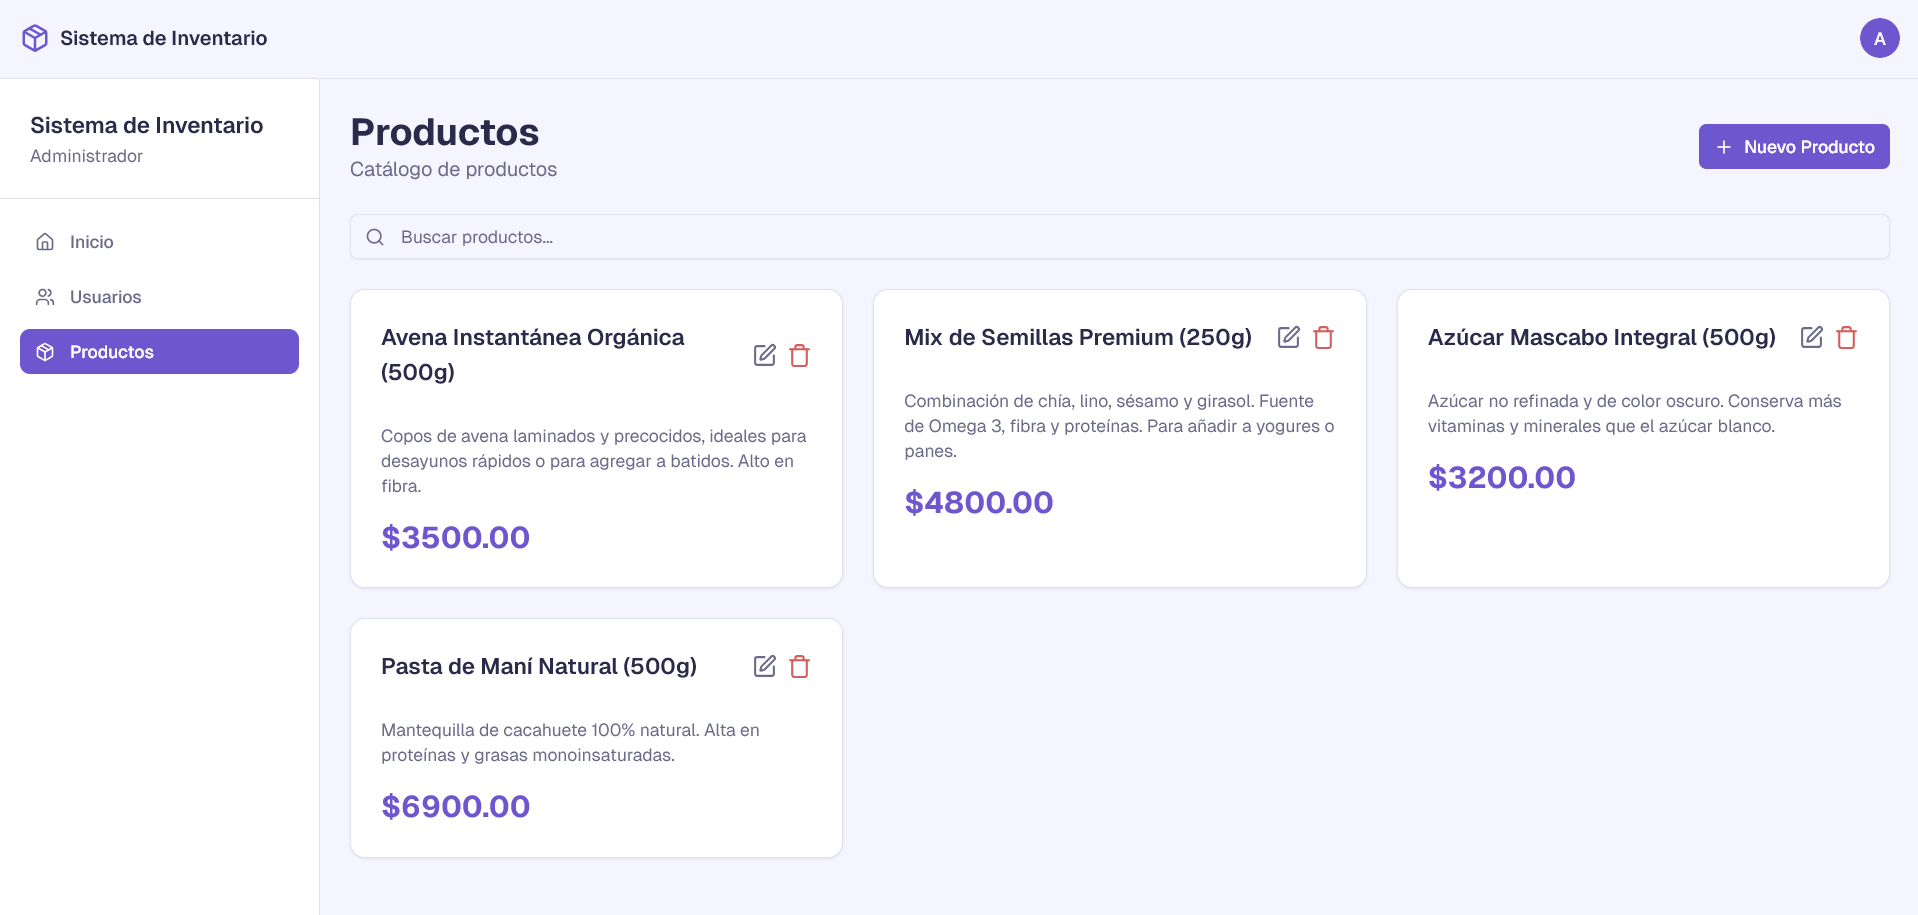 Sistema de Inventario
A
Sistema de Inventario
Administrador
Inicio
Usuarios
Productos
Productos
Catálogo de productos
Nuevo Producto
Buscar productos...
Avena Instantánea Orgánica
(500g)
Copos de avena laminados y precocidos, ideales para
desayunos rápidos o para agregar a batidos. Alto en
fibra.
$3500.00
Mix de Semillas Premium (250g)
Combinación de chía, lino, sésamo y girasol. Fuente
de Omega 3, fibra y proteínas. Para añadir a yogures o
panes.
$4800.00
Azúcar Mascabo Integral (500g)
Azúcar no refinada y de color oscuro. Conserva más
vitaminas y minerales que el azúcar blanco.
$3200.00
Pasta de Maní Natural (500g)
Mantequilla de cacahuete 100% natural. Alta en
proteínas y grasas monoinsaturadas.
$6900.00